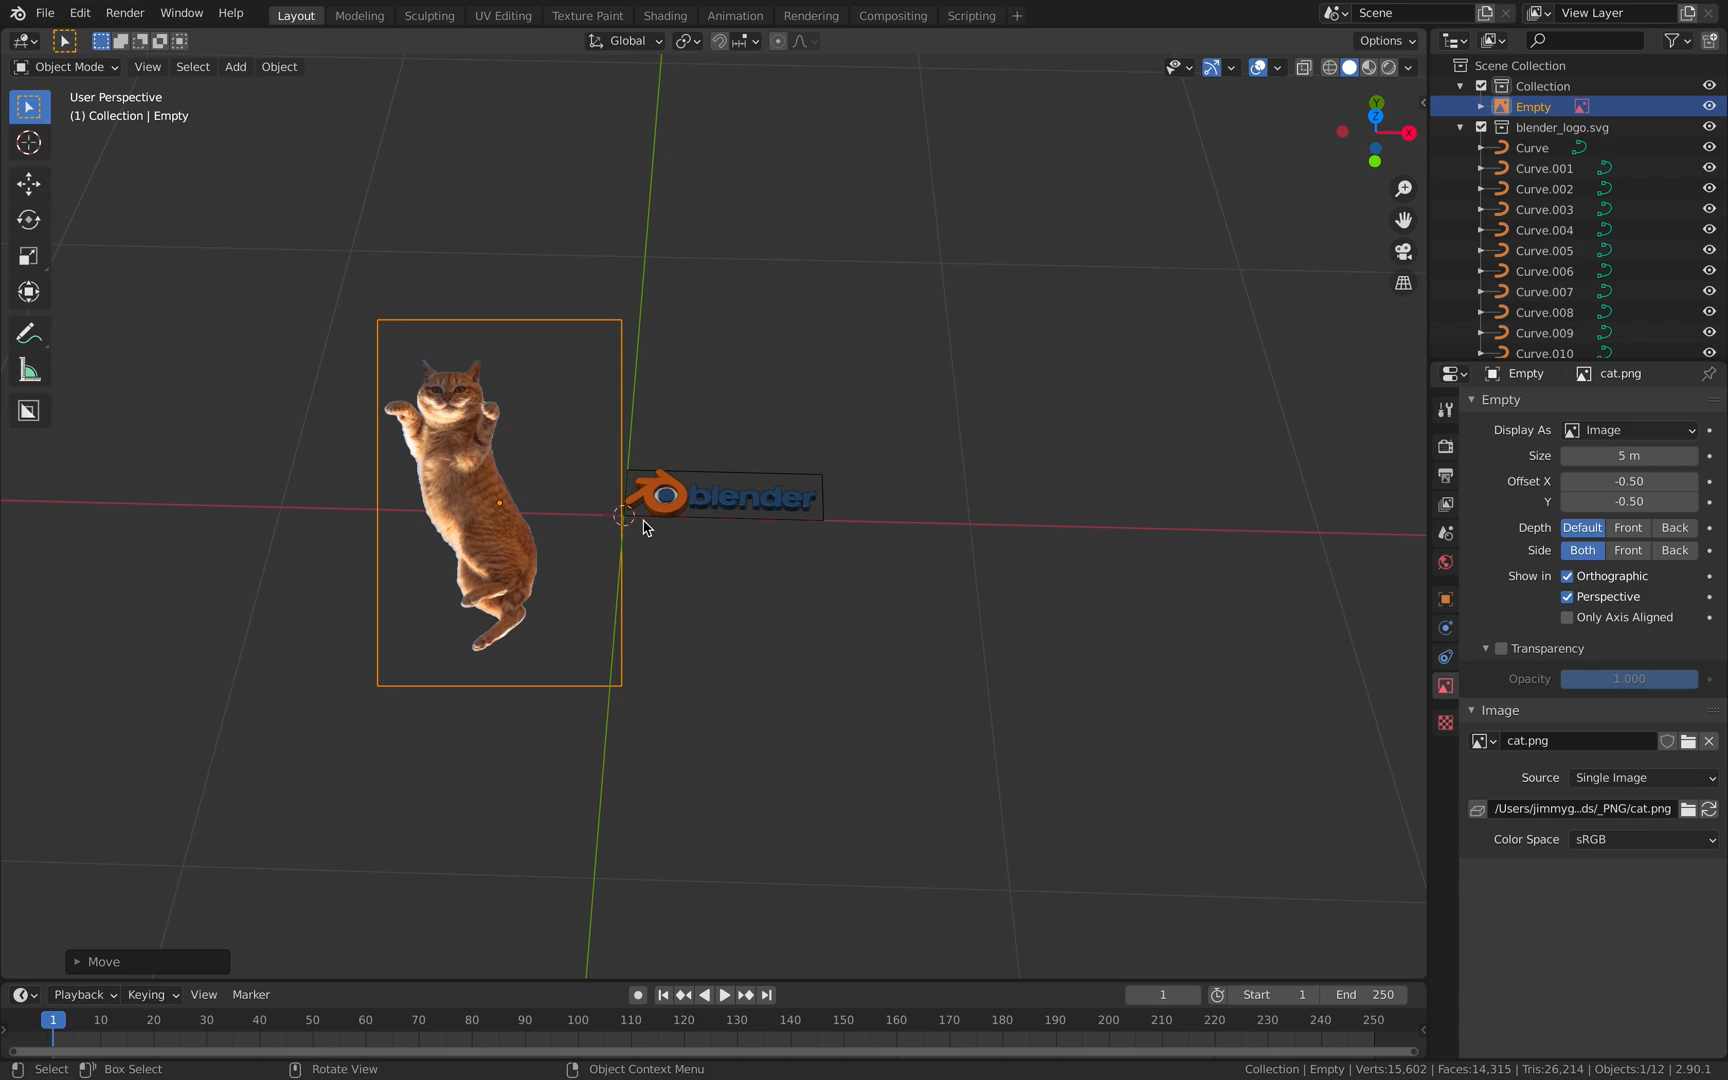 File Edit Render Window Help Layout Modeling Sculpting UV Editing Texture Paint Shading Animation Rendering Compositing Scripting + Scene View Layer
Global Options
Object Mode View Select Add Object
User Perspective
(1) Collection | Empty
Y
Z
X
blender
Move
Scene Collection
Collection
Empty
blender_logo.svg
Curve
Curve.001
Curve.002
Curve.003
Curve.004
Curve.005
Curve.006
Curve.007
Curve.008
Curve.009
Curve.010
Empty cat.png
Empty
Display As Image
Size 5 m
Offset X -0.50
Y -0.50
Depth Default Front Back
Side Both Front Back
Show in Orthographic
Perspective
Only Axis Aligned
Transparency
Opacity 1.000
Image
cat.png
Source Single Image
/Users/jimmyg...ds/_PNG/cat.png
Color Space sRGB
Playback Keying View Marker 1 Start 1 End 250
1 10 20 30 40 50 60 70 80 90 100 110 120 130 140 150 160 170 180 190 200 210 220 230 240 250
Select Box Select Rotate View Object Context Menu Collection | Empty | Verts:15,602 | Faces:14,315 | Tris:26,214 | Objects:1/12 | 2.90.1